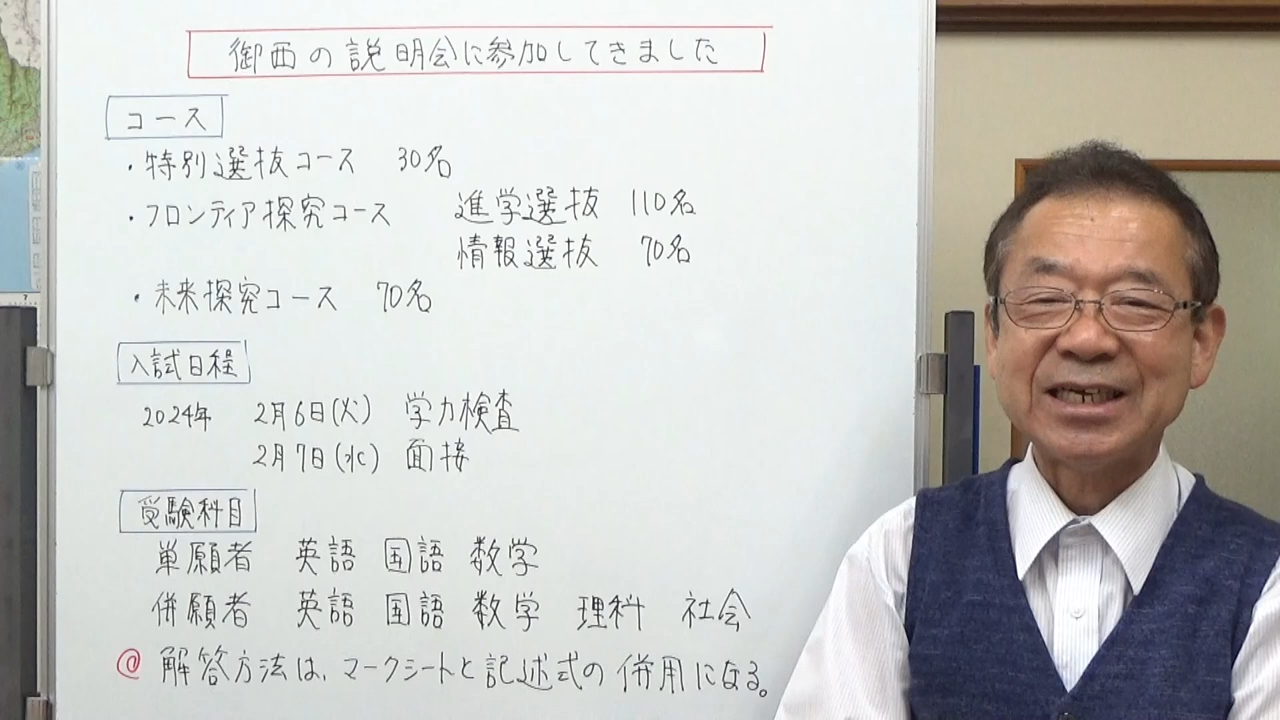 御西の説明会に参加してきました
コース
・特別選抜コース 30名
・フロンティア探究コース 進学選抜 110名
情報選抜 70名
・未来探究コース 70名
入試日程
2024年 2月6日(火) 学力検査
2月7日(水) 面接
受験科目
単願者 英語 国語 数学
併願者 英語 国語 数学 理科 社会
◎ 解答方法は、マークシートと記述式の併用になる。